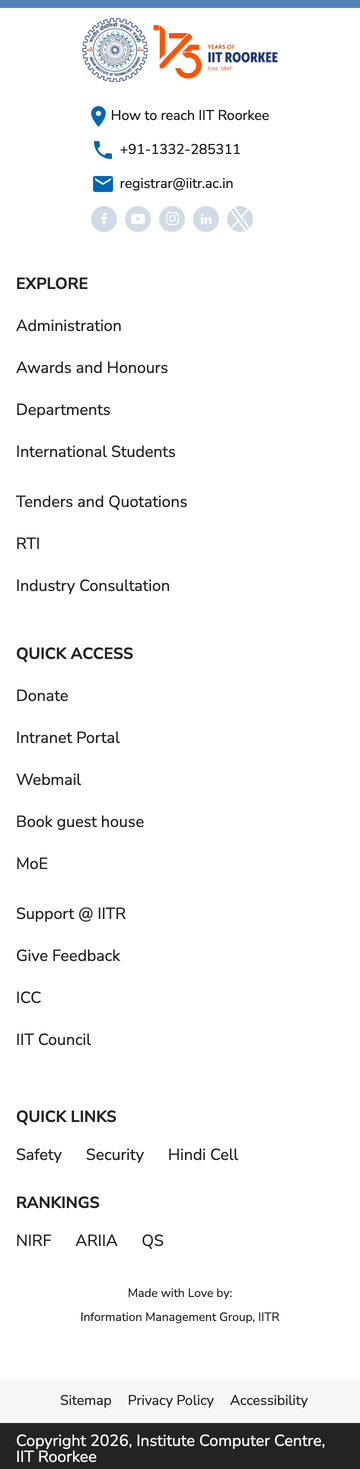 175 YEARS OF
IIT ROORKEE
Estd. 1847
How to reach IIT Roorkee
+91-1332-285311
registrar@iitr.ac.in
EXPLORE
Administration
Awards and Honours
Departments
International Students
Tenders and Quotations
RTI
Industry Consultation
QUICK ACCESS
Donate
Intranet Portal
Webmail
Book guest house
MoE
Support @ IITR
Give Feedback
ICC
IIT Council
QUICK LINKS
Safety Security Hindi Cell
RANKINGS
NIRF ARIIA QS
Made with Love by:
Information Management Group, IITR
Sitemap Privacy Policy Accessibility
Copyright 2026, Institute Computer Centre,
IIT Roorkee